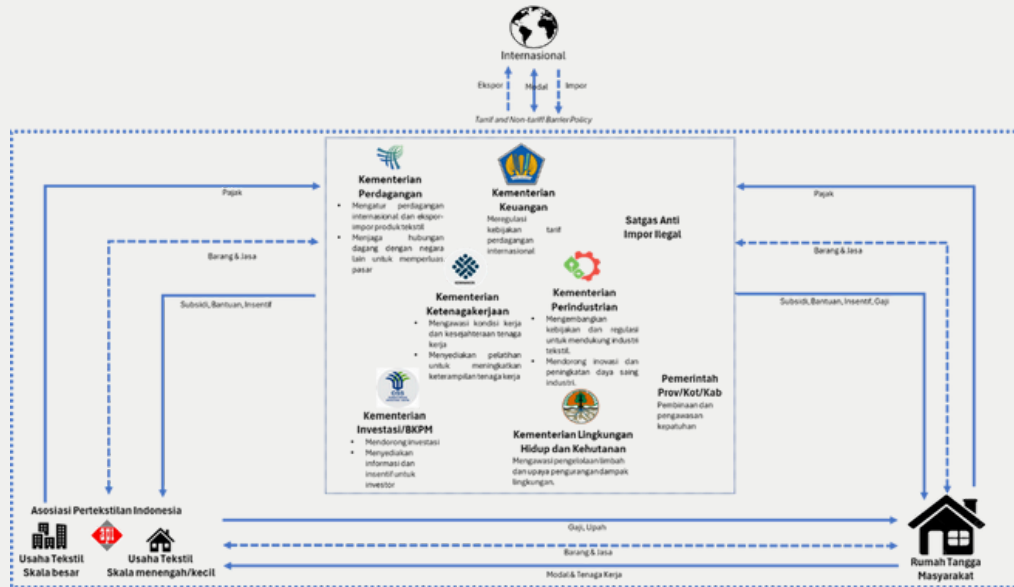 Internasional
Ekspor
Modal
Impor
Tarif and Non-tariff Barrier Policy
Pajak
Barang & Jasa
Subsidi, Bantuan, Insentif
Kementerian
Perdagangan
• Mengatur perdagangan
internasional dan ekspor-
impor produk tekstil
• Menjaga hubungan
dagang dengan negara
lain untuk memperluas
pasar
Kementerian
Keuangan
Meregulasi
kebijakan tarif
perdagangan
internasional
Satgas Anti
Impor Ilegal
Kementerian
Ketenagakerjaan
• Mengawasi kondisi kerja
dan kesejahteraan tenaga
kerja
• Menyediakan pelatihan
untuk meningkatkan
keterampilan tenaga kerja
Kementerian
Perindustrian
• Mengembangkan
kebijakan dan regulasi
untuk mendukung industri
tekstil.
• Mendorong inovasi dan
peningkatan daya saing
industri.
OSS
Kementerian
Investasi/BKPM
• Mendorong investasi
• Menyediakan
informasi dan
insentif untuk
investor
Kementerian Lingkungan
Hidup dan Kehutanan
Mengawasi pengelolaan limbah
dan upaya pengurangan dampak
lingkungan.
Pemerintah
Prov/Kot/Kab
Pembinaan dan
pengawasan
kepatuhan
Pajak
Barang & Jasa
Subsidi, Bantuan, Insentif, Gaji
Asosiasi Pertekstilan Indonesia
Usaha Tekstil
Skala besar
Usaha Tekstil
Skala menengah/kecil
Gaji, Upah
Barang & Jasa
Modal & Tenaga Kerja
Rumah Tangga
Masyarakat